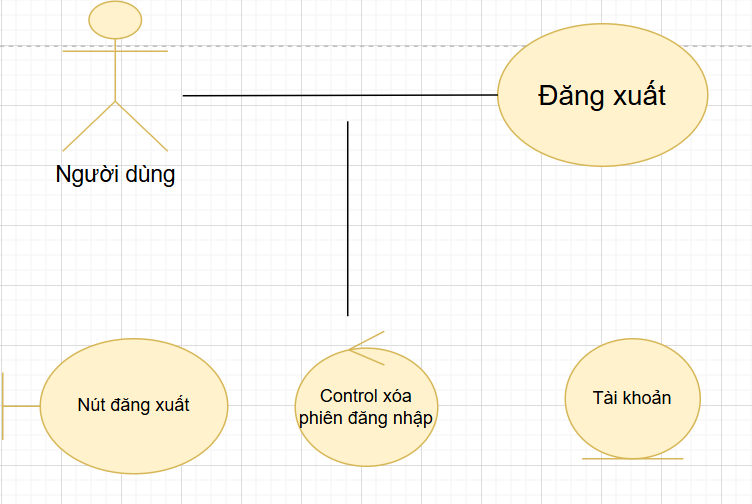 Đăng xuất
Người dùng
Nút đăng xuất
Control xóa
phiên đăng nhập
Tài khoản